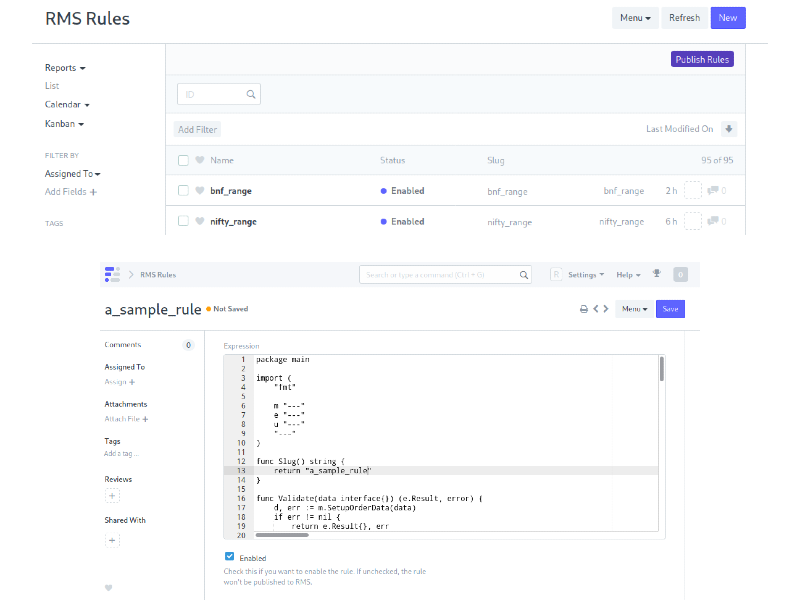 RMS Rules
Menu Refresh New
Publish Rules
Reports
List
Calendar
Kanban
FILTER BY
Assigned To
Add Fields +
TAGS
ID
Add Filter
Last Modified On
Name Status Slug 95 of 95
bnf_range Enabled bnf_range bnf_range 2 h 0
nifty_range Enabled nifty_range nifty_range 6 h 0
RMS Rules
Search or type a command (Ctrl + G)
R Settings Help 0
a_sample_rule Not Saved
Menu Save
Comments 0
Assigned To
Assign +
Attachments
Attach File +
Tags
Add a tag ...
Reviews
+
Shared With
+
Expression
1 package main
2
3 import (
4 "fmt"
5
6 m "---"
7 e "---"
8 u "---"
9 "---"
10 )
11
12 func Slug() string {
13 return "a_sample_rule"
14 }
15
16 func Validate(data interface{}) (e.Result, error) {
17 d, err := m.SetupOrderData(data)
18 if err != nil {
19 return e.Result{}, err
20
Enabled
Check this if you want to enable the rule. If unchecked, the rule
won't be published to RMS.